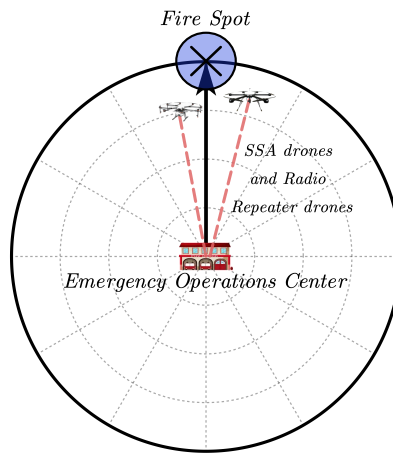 Fire Spot
SSA drones
and Radio
Repeater drones
Emergency Operations Center